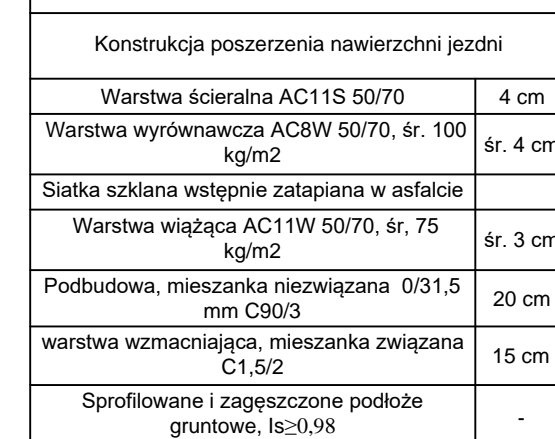 Konstrukcja poszerzenia nawierzchni jezdni
Warstwa ścieralna AC11S 50/70 4 cm
Warstwa wyrównawcza AC8W 50/70, śr. 100
kg/m2 śr. 4 cm
Siatka szklana wstępnie zatapiana w asfalcie
Warstwa wiążąca AC11W 50/70, śr, 75
kg/m2 śr. 3 cm
Podbudowa, mieszanka niezwiązana 0/31,5
mm C90/3 20 cm
warstwa wzmacniająca, mieszanka związana
C1,5/2 15 cm
Sprofilowane i zagęszczone podłoże
gruntowe, Is≥0,98 -